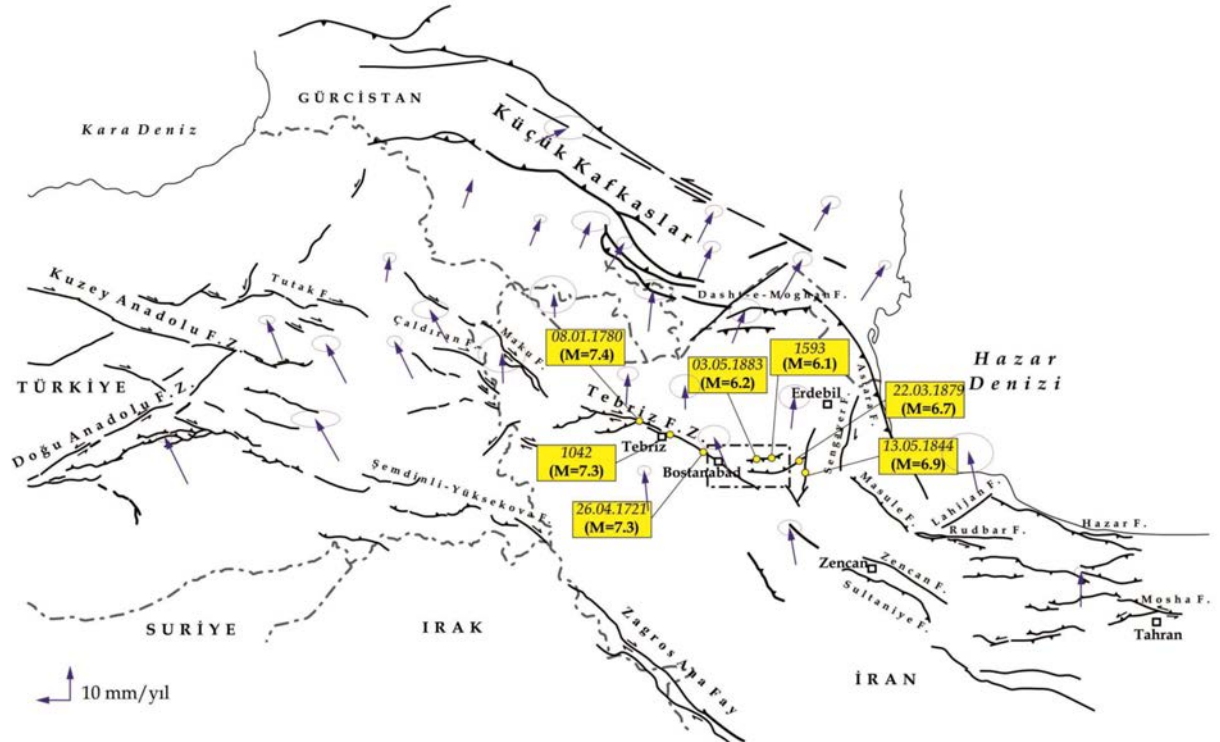 GÜRCİSTAN
Kara Deniz
Küçük Kafkaslar
Kuzey Anadolu F. Z.
Tutak F.
Çaldıran F.
Maku F.
Dasht-e-Moghan F.
08.01.1780
(M=7.4)
03.05.1883
(M=6.2)
1593
(M=6.1)
Hazar
Denizi
TÜRKİYE
Doğu Anadolu F. Z.
Tebriz F. Z.
Erdebil
Astara F.
22.03.1879
(M=6.7)
Tebriz
Bostanabad
Sengaver F.
1042
(M=7.3)
13.05.1844
(M=6.9)
Şemdinli-Yüksekova F.
26.04.1721
(M=7.3)
Masule F.
Lahijan F.
Rudbar F.
Hazar F.
Zencan
Zencan F.
Sultaniye F.
Mosha F.
Tahran
SURİYE
IRAK
Zagros Ana Fay
İRAN
10 mm/yıl